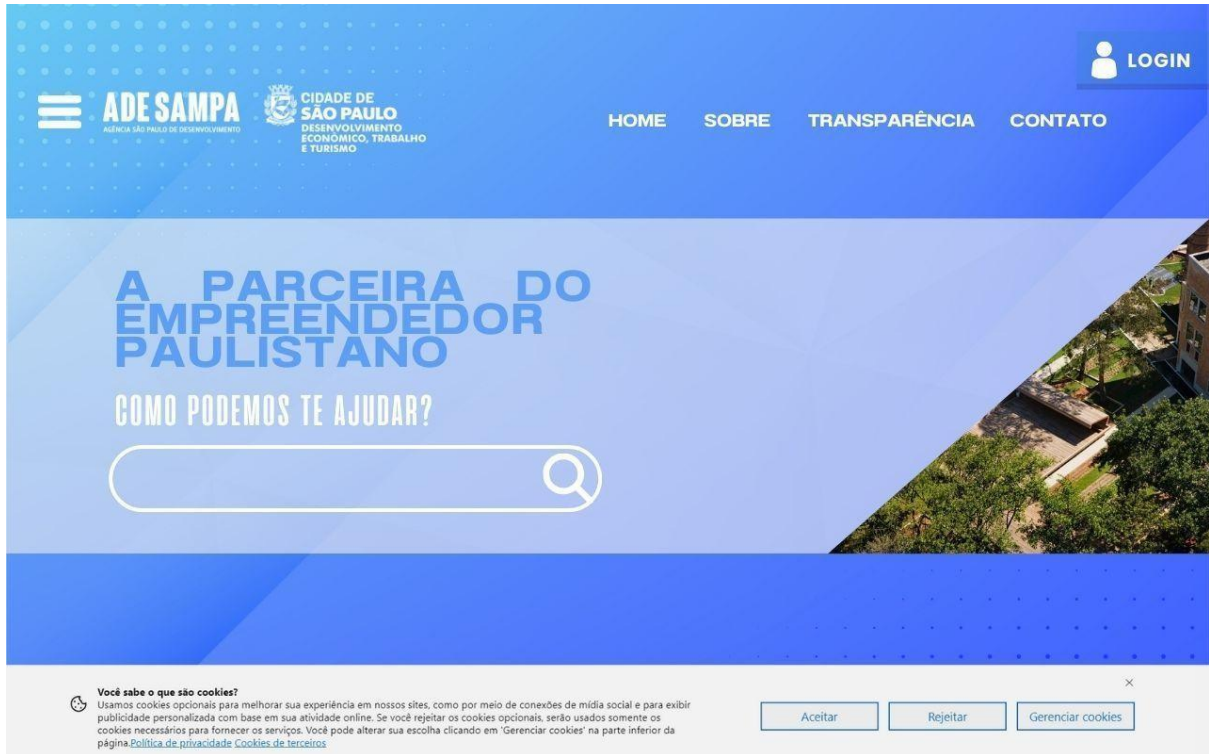 LOGIN
ADE SAMPA
AGÊNCIA SÃO PAULO DE DESENVOLVIMENTO
CIDADE DE
SÃO PAULO
DESENVOLVIMENTO
ECONÔMICO, TRABALHO
E TURISMO
HOME SOBRE TRANSPARÊNCIA CONTATO
A PARCEIRA DO
EMPREENDEDOR
PAULISTANO
COMO PODEMOS TE AJUDAR?
Você sabe o que são cookies?
Usamos cookies opcionais para melhorar sua experiência em nossos sites, como por meio de conexões de mídia social e para exibir
publicidade personalizada com base em sua atividade online. Se você rejeitar os cookies opcionais, serão usados somente os
cookies necessários para fornecer os serviços. Você pode alterar sua escolha clicando em 'Gerenciar cookies' na parte inferior da
página.Política de privacidade Cookies de terceiros
Aceitar Rejeitar Gerenciar cookies